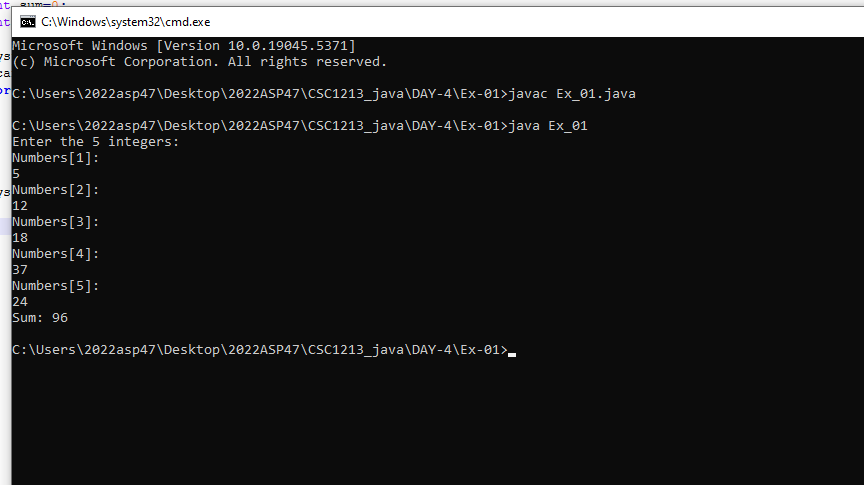 nt sum=0;
C:\Windows\system32\cmd.exe
Microsoft Windows [Version 10.0.19045.5371]
(c) Microsoft Corporation. All rights reserved.
C:\Users\2022asp47\Desktop\2022ASP47\CSC1213_java\DAY-4\Ex-01>javac Ex_01.java
C:\Users\2022asp47\Desktop\2022ASP47\CSC1213_java\DAY-4\Ex-01>java Ex_01
Enter the 5 integers:
Numbers[1]:
5
Numbers[2]:
12
Numbers[3]:
18
Numbers[4]:
37
Numbers[5]:
24
Sum: 96
C:\Users\2022asp47\Desktop\2022ASP47\CSC1213_java\DAY-4\Ex-01>